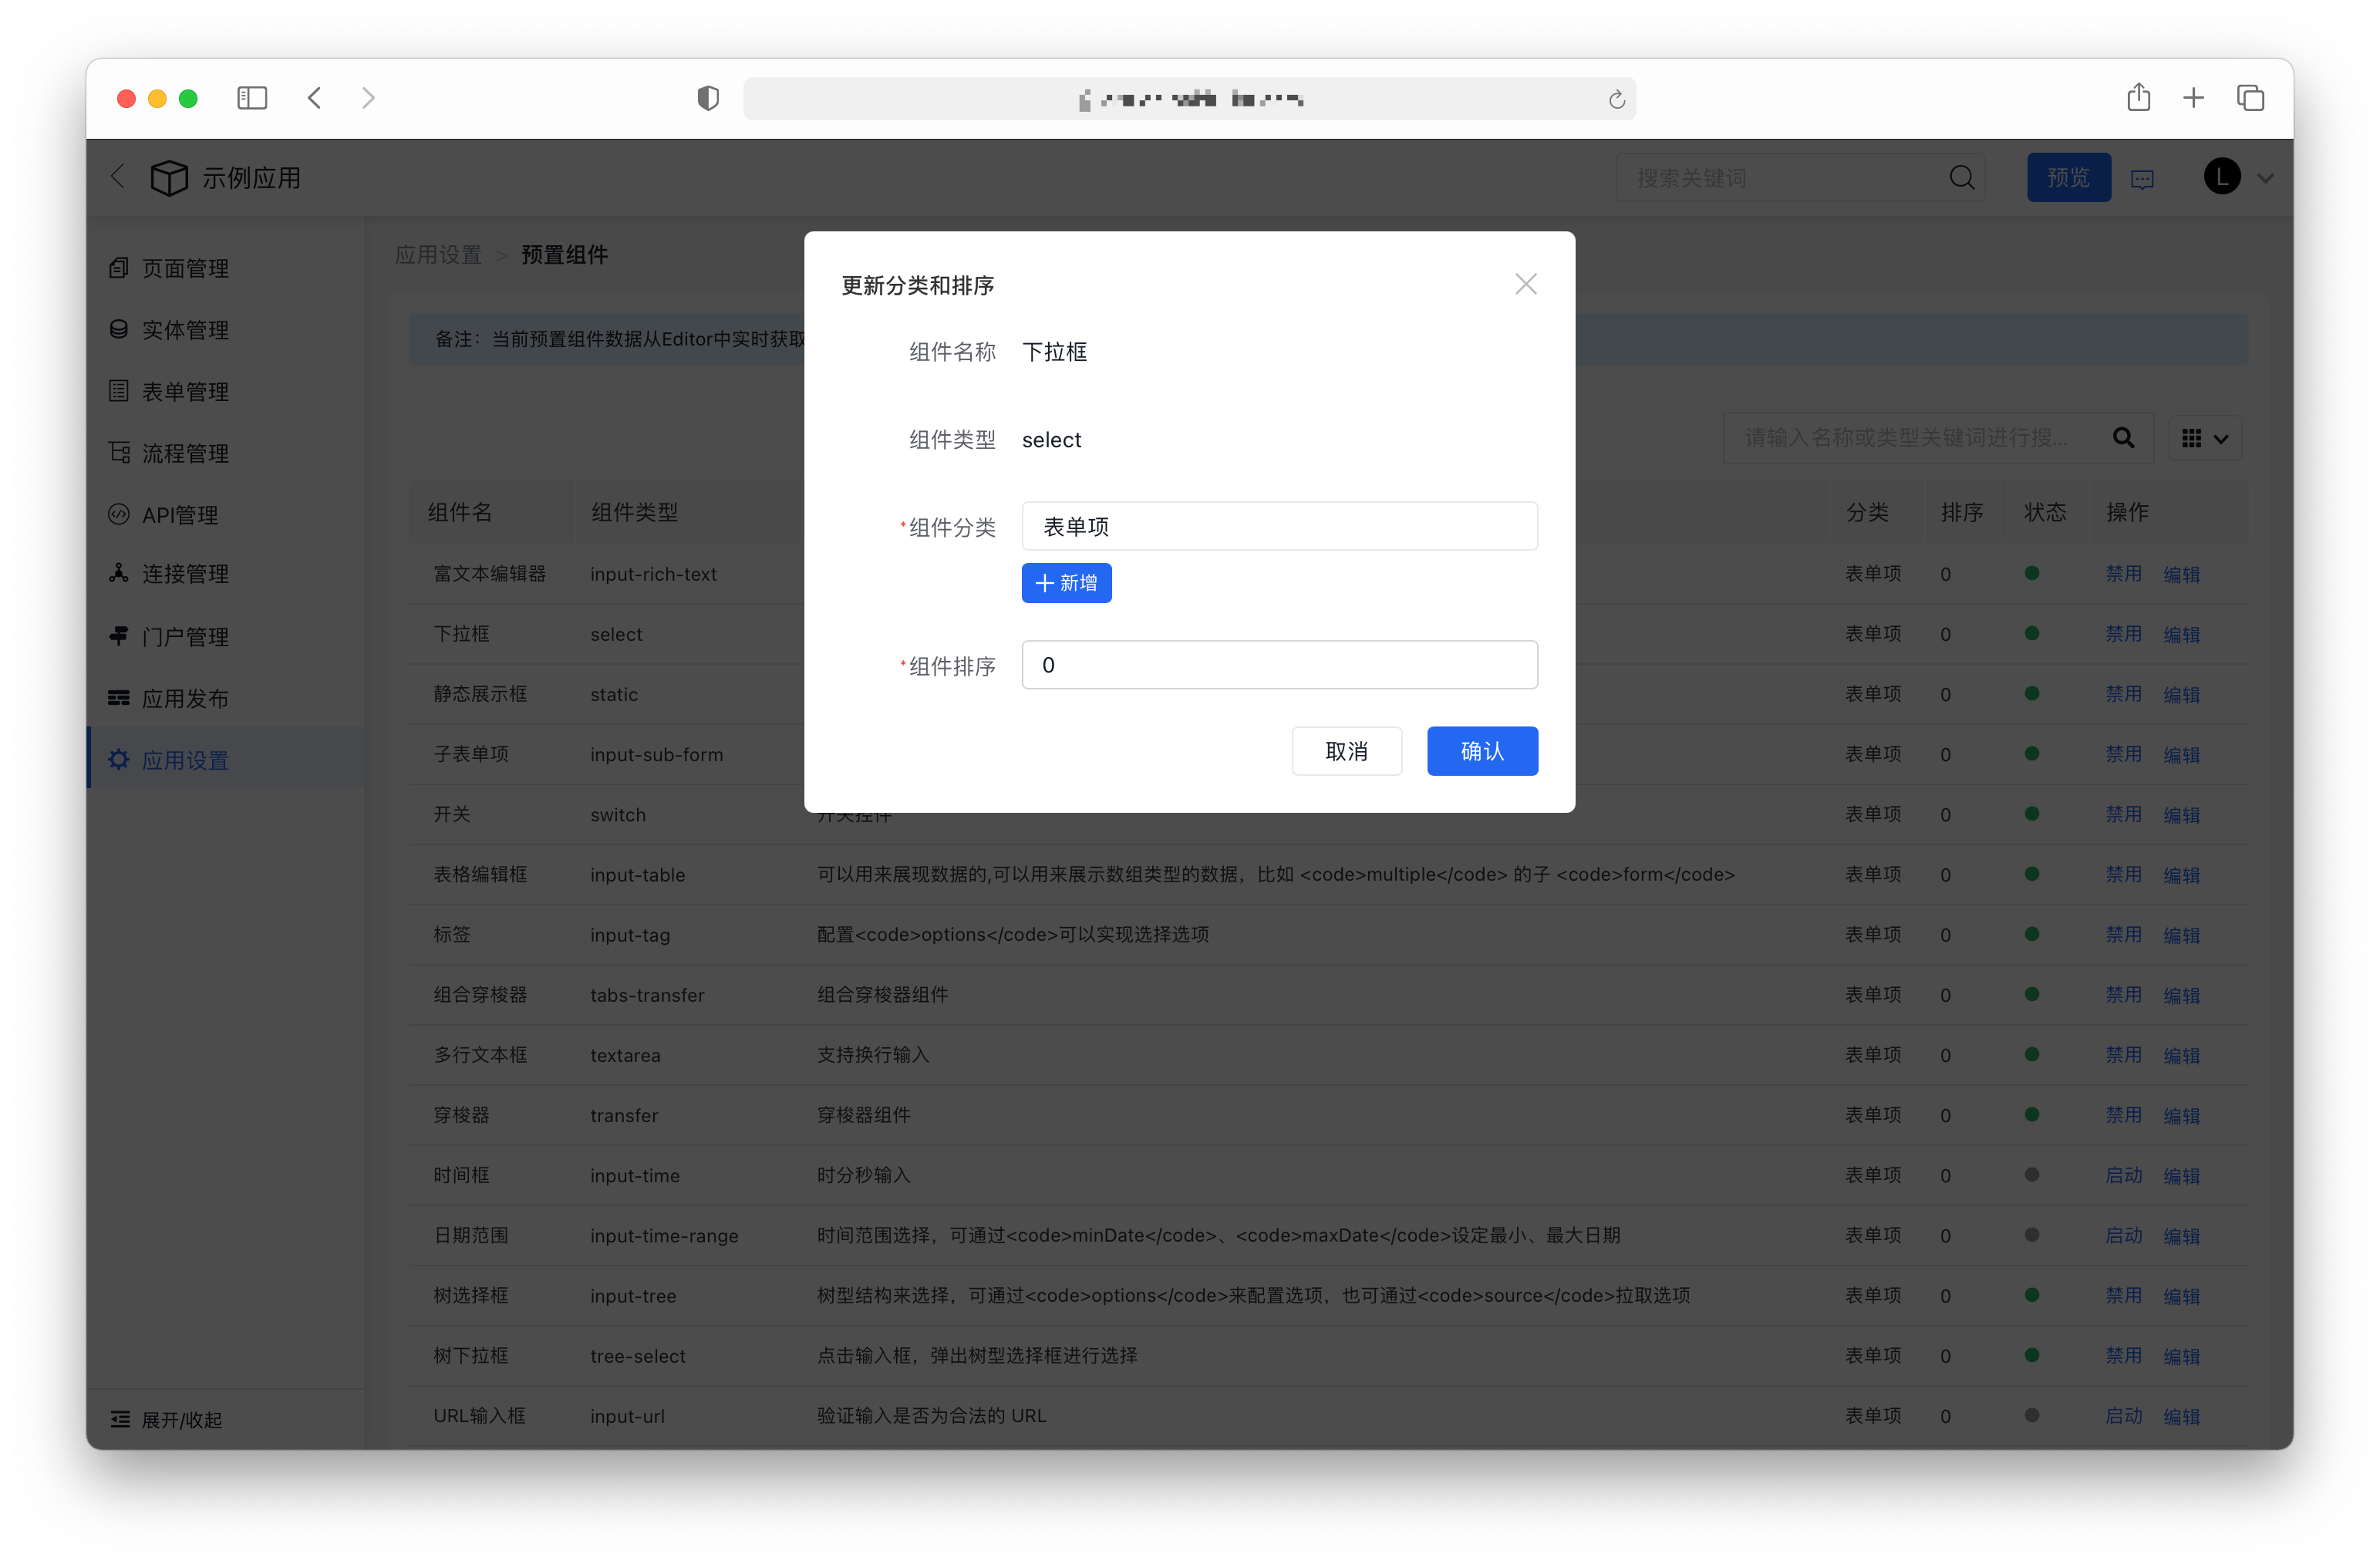 示例应用
搜索关键词
预览
L
页面管理
实体管理
表单管理
流程管理
API管理
连接管理
门户管理
应用发布
应用设置
展开/收起
应用设置 > 预置组件
备注：当前预置组件数据从Editor中实时获取
请输入名称或类型关键词进行搜...
更新分类和排序
组件名称 下拉框
组件类型 select
*组件分类 表单项
新增
*组件排序 0
取消 确认
组件名 组件类型 分类 排序 状态 操作
富文本编辑器 input-rich-text 表单项 0 禁用 编辑
下拉框 select 表单项 0 禁用 编辑
静态展示框 static 表单项 0 禁用 编辑
子表单项 input-sub-form 表单项 0 禁用 编辑
开关 switch 开关控件 表单项 0 禁用 编辑
表格编辑框 input-table 可以用来展现数据的,可以用来展示数组类型的数据，比如 <code>multiple</code> 的子 <code>form</code> 表单项 0 禁用 编辑
标签 input-tag 配置<code>options</code>可以实现选择选项 表单项 0 禁用 编辑
组合穿梭器 tabs-transfer 组合穿梭器组件 表单项 0 禁用 编辑
多行文本框 textarea 支持换行输入 表单项 0 禁用 编辑
穿梭器 transfer 穿梭器组件 表单项 0 禁用 编辑
时间框 input-time 时分秒输入 表单项 0 启动 编辑
日期范围 input-time-range 时间范围选择，可通过<code>minDate</code>、<code>maxDate</code>设定最小、最大日期 表单项 0 启动 编辑
树选择框 input-tree 树型结构来选择，可通过<code>options</code>来配置选项，也可通过<code>source</code>拉取选项 表单项 0 禁用 编辑
树下拉框 tree-select 点击输入框，弹出树型选择框进行选择 表单项 0 禁用 编辑
URL输入框 input-url 验证输入是否为合法的 URL 表单项 0 启动 编辑